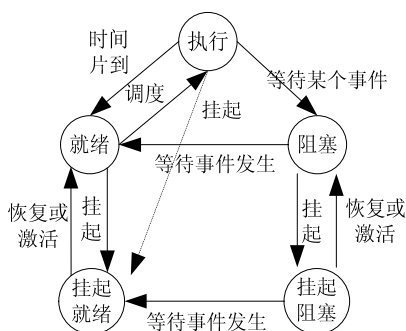 执行
时间
片到
调度
挂起
等待某个事件
就绪
阻塞
等待事件发生
恢复或
激活
挂
起
挂
起
恢复或
激活
挂起
就绪
挂起
阻塞
等待事件发生